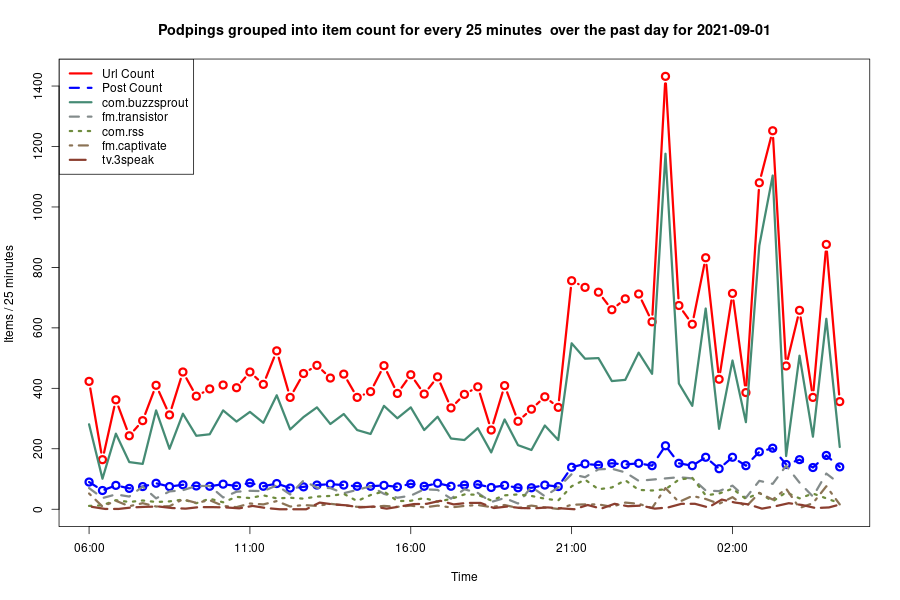 Podpings grouped into item count for every 25 minutes  over the past day for 2021-09-01
Url Count
Post Count
com.buzzsprout
fm.transistor
com.rss
fm.captivate
tv.3speak
Items / 25 minutes
1400
1200
1000
800
600
400
200
0
06:00
11:00
16:00
21:00
02:00
Time